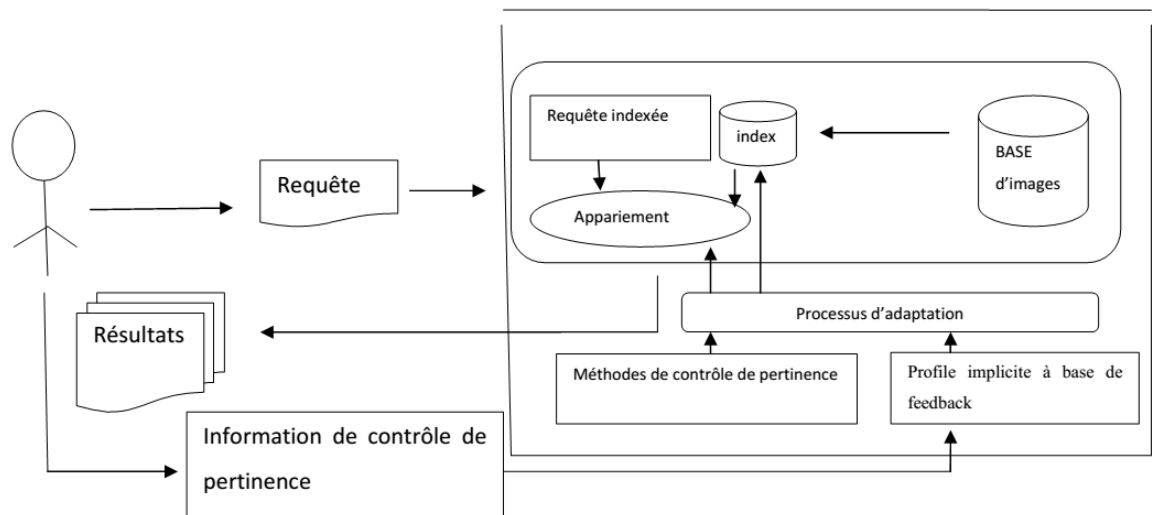 Requête indexée
index
BASE
d’images
Requête
Appariement
Processus d’adaptation
Résultats
Méthodes de contrôle de pertinence
Profile implicite à base de
feedback
Information de contrôle de
pertinence